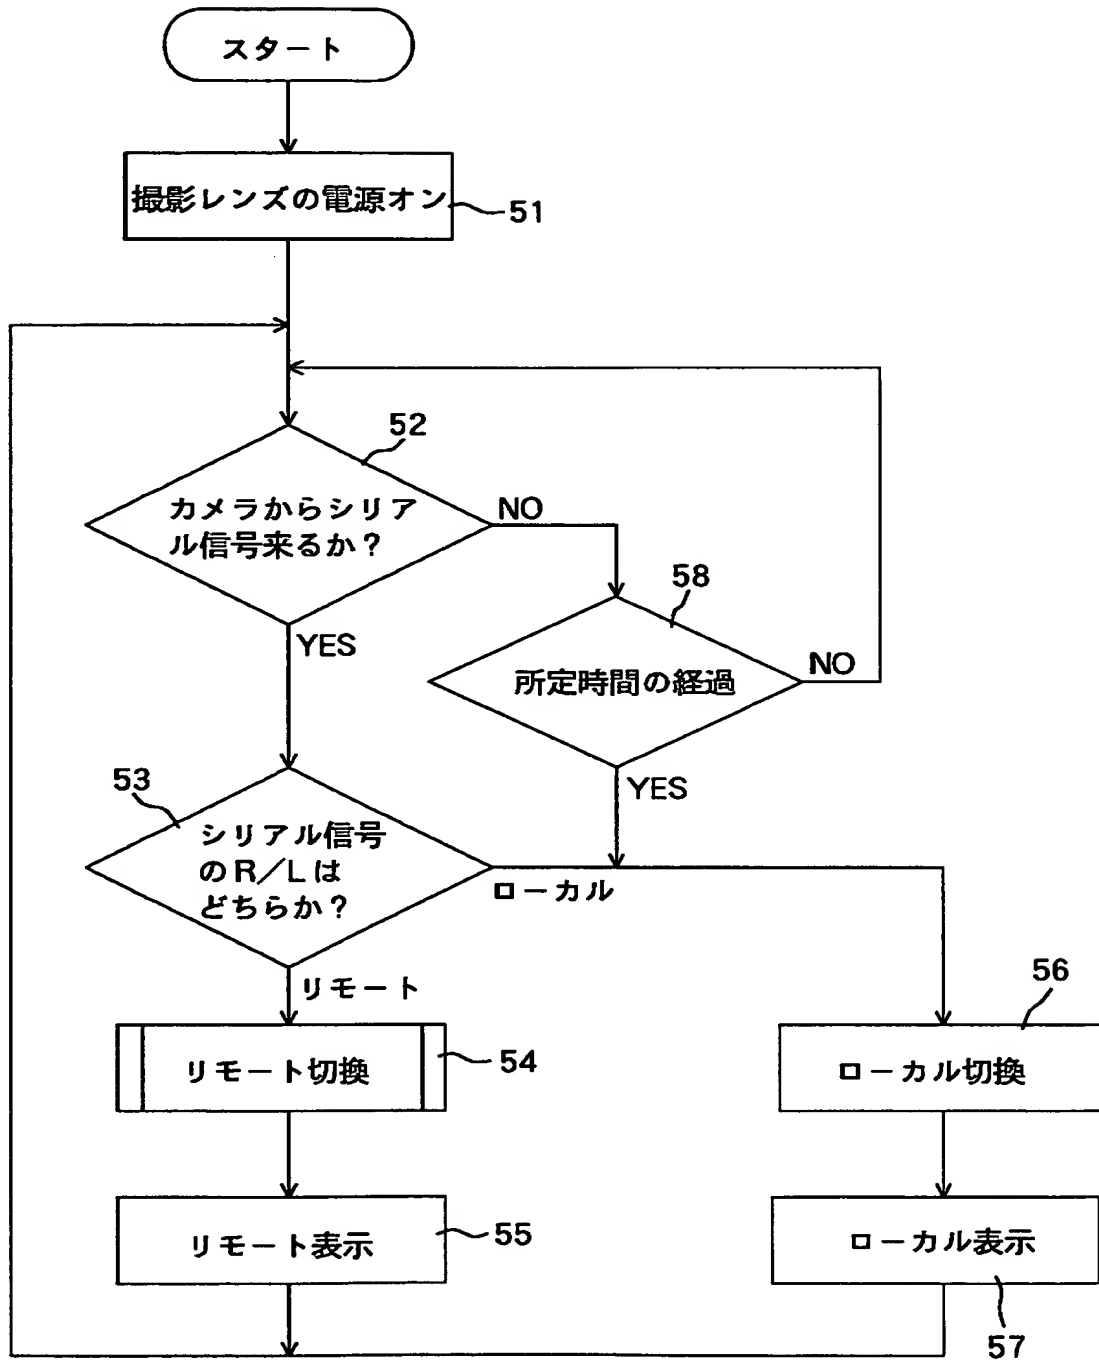 スタート
撮影レンズの電源オン
51
52
カメラからシリア
ル信号来るか？
NO
58
YES
所定時間の経過
NO
53
YES
シリアル信号
のR／Lは
どちらか？
ローカル
リモート
56
リモート切換
54
ローカル切換
リモート表示
55
ローカル表示
57